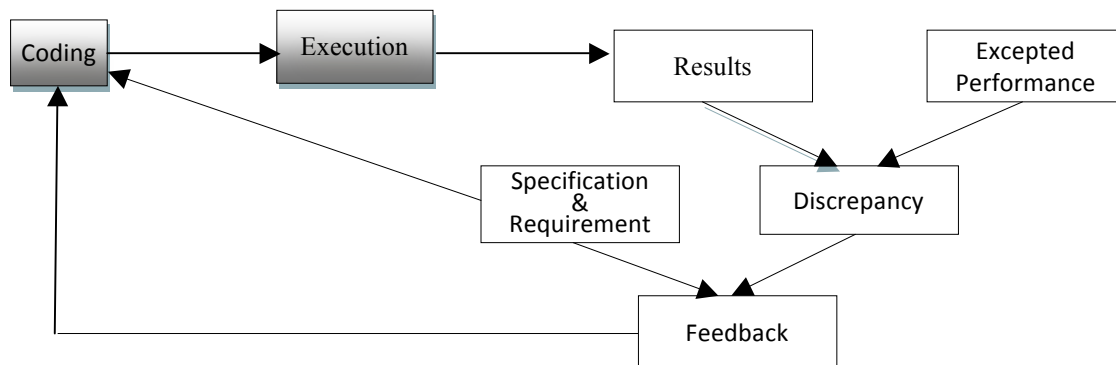 Coding
Execution
Results
Excepted
Performance
Specification
&
Requirement
Discrepancy
Feedback